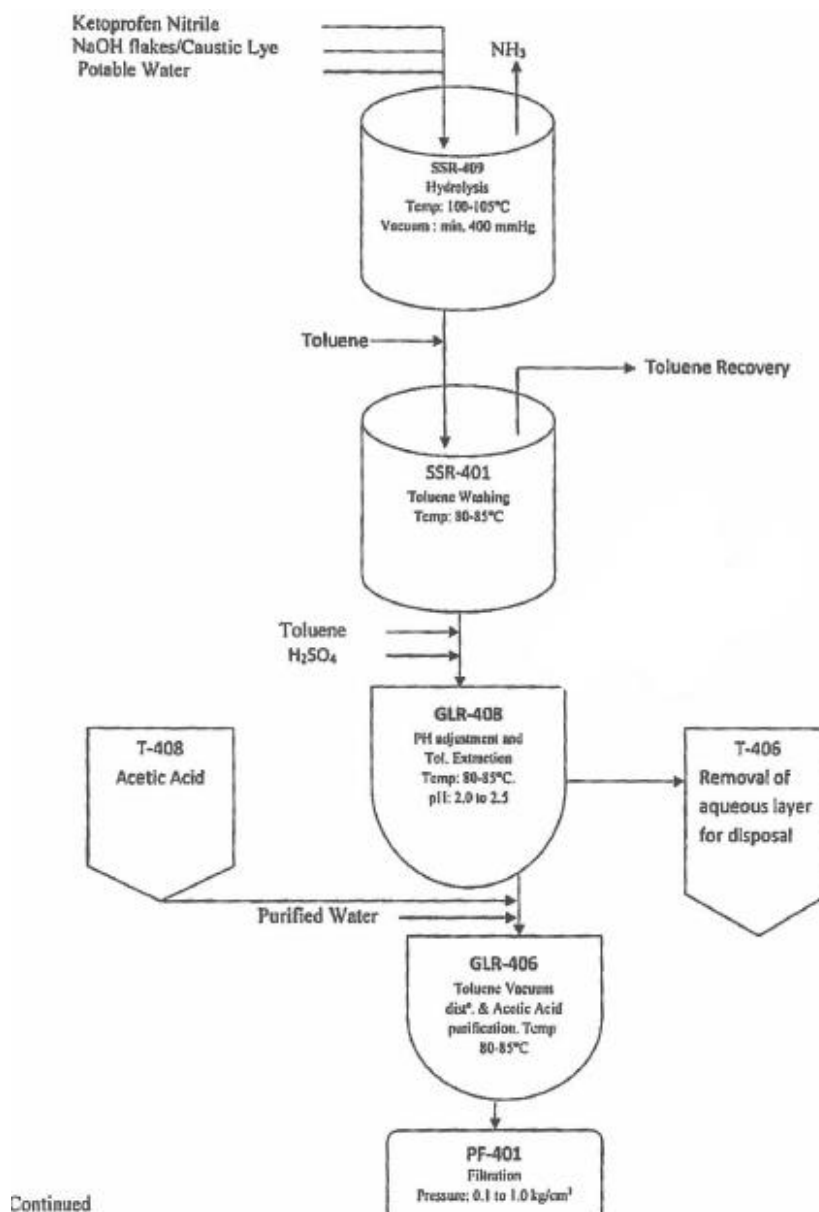 Ketoprofen Nitrile
NaOH flakes/Caustic Lye
Potable Water
NH₃
SSR-409
Hydrolysis
Temp: 100-105°C
Vacuum : min. 400 mmHg
Toluene
Toluene Recovery
SSR-401
Toluene Washing
Temp: 80-85°C
Toluene
H₂SO₄
GLR-408
PH adjustment and
Tol. Extraction
Temp: 80-85°C.
pH: 2.0 to 2.5
T-408
Acetic Acid
T-406
Removal of
aqueous layer
for disposal
Purified Water
GLR-406
Toluene Vacuum
distⁿ. & Acetic Acid
purification. Temp
80-85°C
PF-401
Filtration
Pressure: 0.1 to 1.0 kg/cm²
Continued